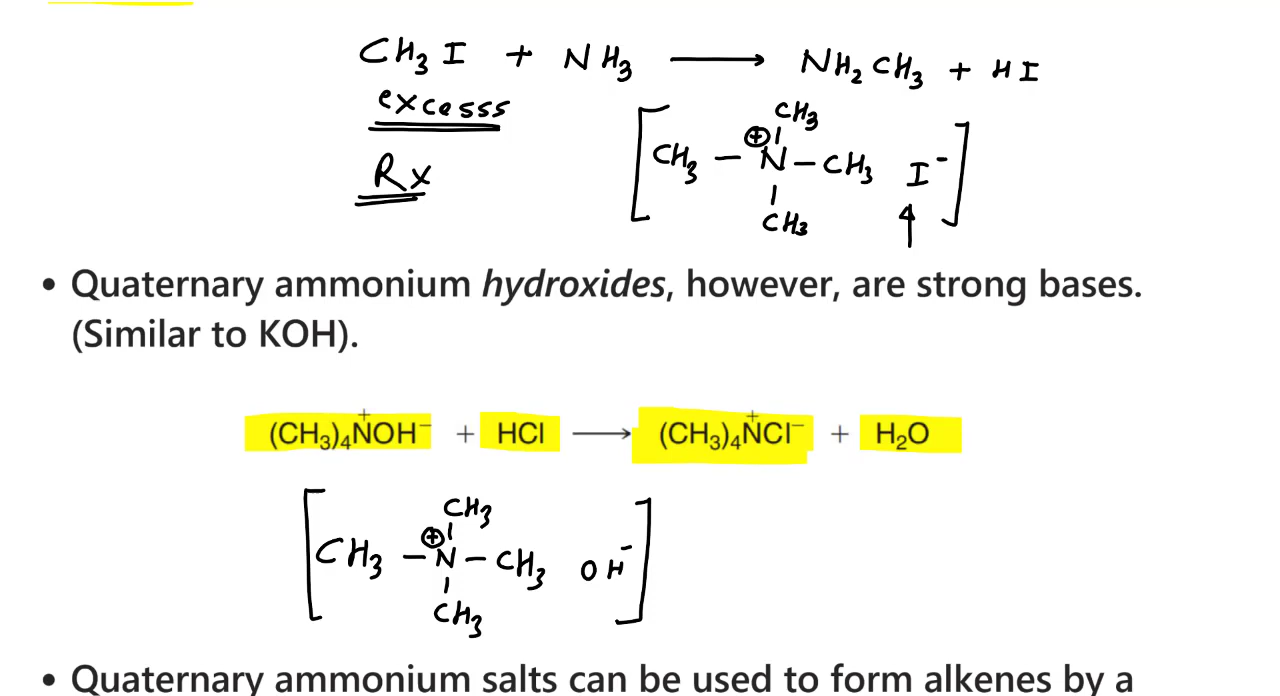 CH₃I + NH₃ ⟶ NH₂CH₃ + HI
excesss
CH₃
⊕
CH₃ – N – CH₃ I⁻
Rx
CH₃
• Quaternary ammonium hydroxides, however, are strong bases.
(Similar to KOH).
(CH₃)₄N⁺OH⁻ + HCl ⟶ (CH₃)₄N⁺Cl⁻ + H₂O
CH₃
⊕
CH₃ – N – CH₃ OH⁻
CH₃
• Quaternary ammonium salts can be used to form alkenes by a